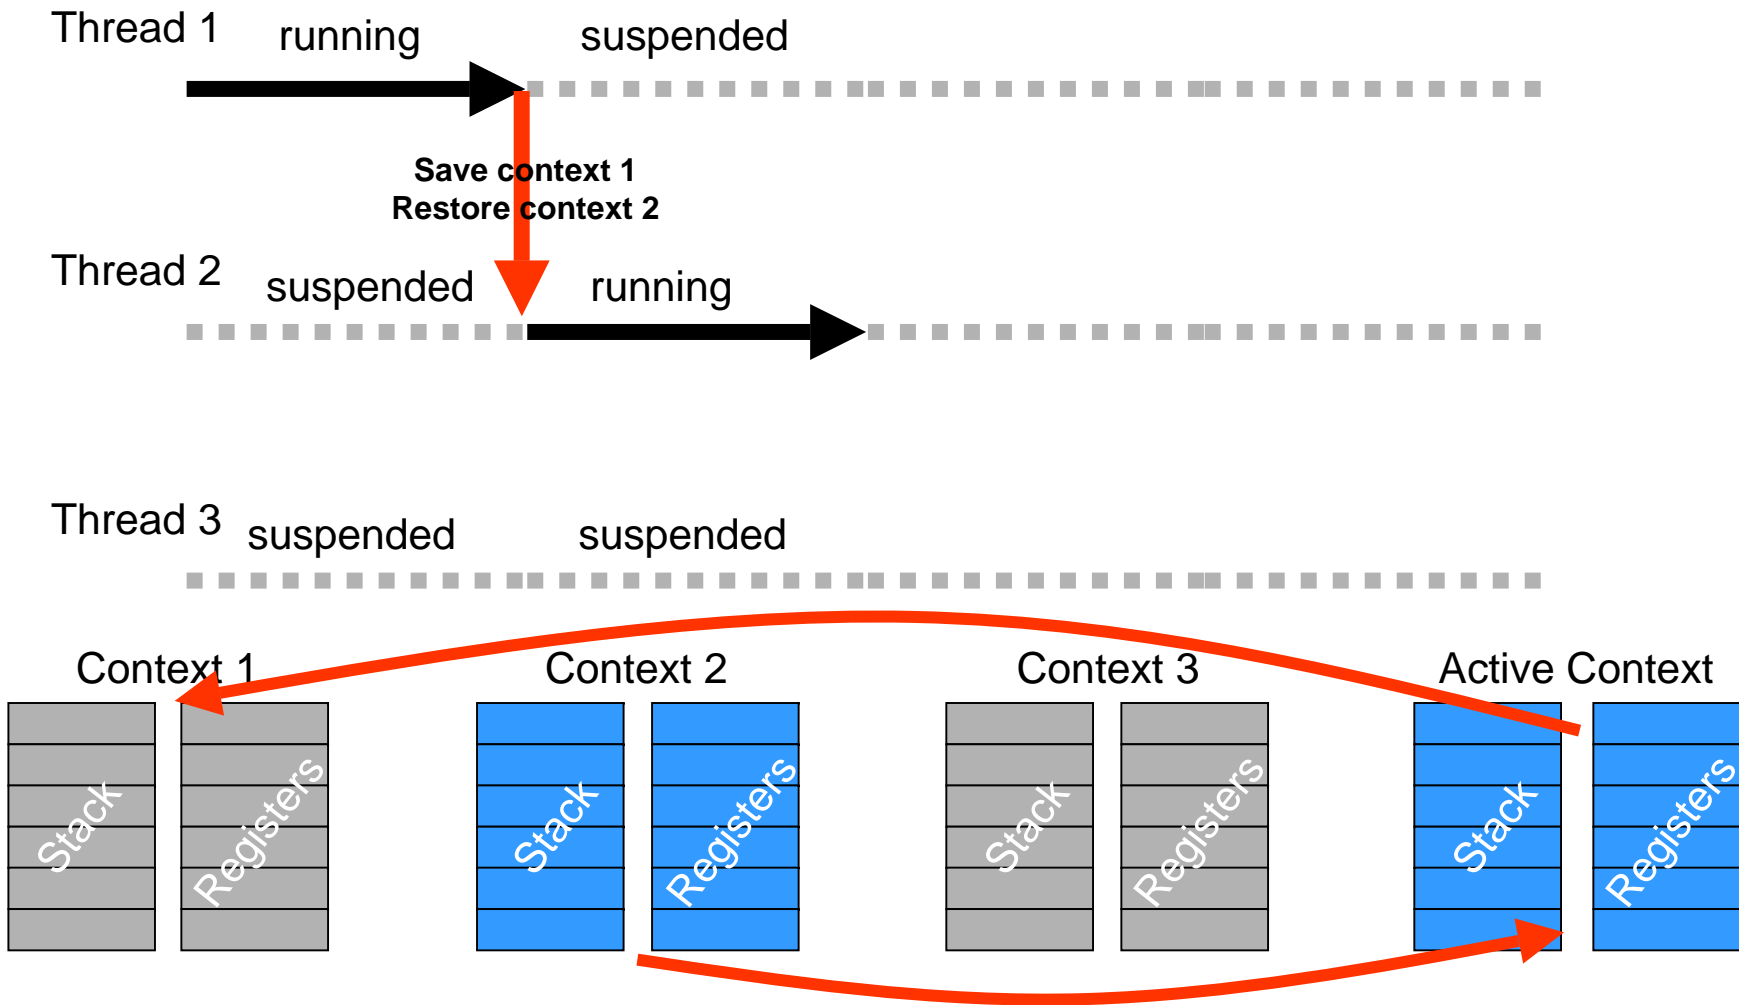 Thread 1
running suspended
Save context 1
Restore context 2
Thread 2
suspended running
Thread 3
suspended suspended
Context 1 Context 2 Context 3 Active Context
Stack Registers Stack Registers Stack Registers Stack Registers